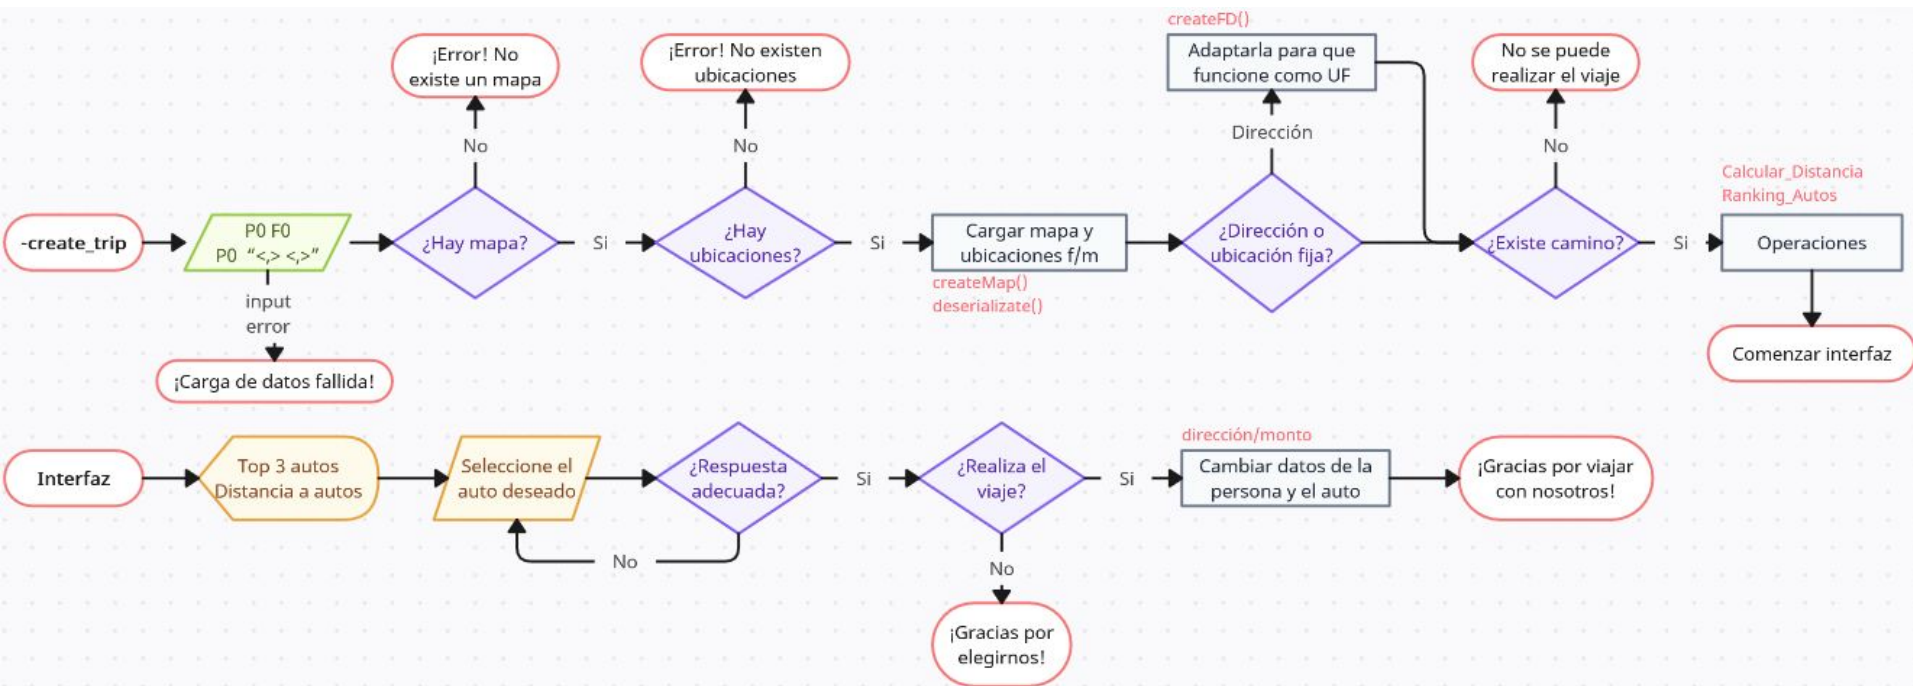 -create_trip
P0 F0
P0 “<,> <,>”
input
error
¡Carga de datos fallida!
¿Hay mapa?
No
¡Error! No
existe un mapa
Si
¿Hay
ubicaciones?
No
¡Error! No existen
ubicaciones
Si
Cargar mapa y
ubicaciones f/m
createMap()
deserializate()
¿Dirección o
ubicación fija?
Dirección
createFD()
Adaptarla para que
funcione como UF
¿Existe camino?
No
No se puede
realizar el viaje
Si
Calcular_Distancia
Ranking_Autos
Operaciones
Comenzar interfaz
Interfaz
Top 3 autos
Distancia a autos
Seleccione el
auto deseado
¿Respuesta
adecuada?
No
Si
¿Realiza el
viaje?
No
¡Gracias por
elegirnos!
Si
dirección/monto
Cambiar datos de la
persona y el auto
¡Gracias por viajar
con nosotros!